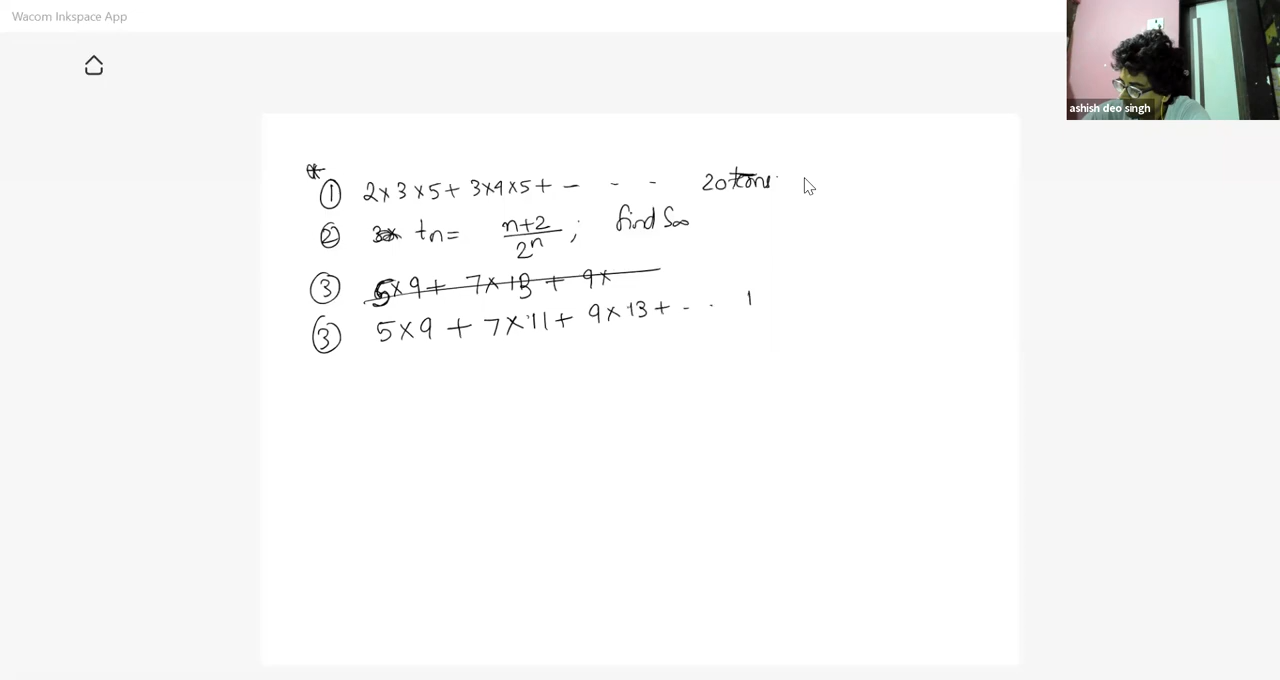 Wacom Inkspace App
ashish deo singh
① 2×3×5+ 3×4×5+ - - - - 20 terms
② tn= n+2/2^n ; find S∞
③ 5×9+ 7×13 + 9×
③ 5×9 + 7×11+ 9×13+ - . . 1